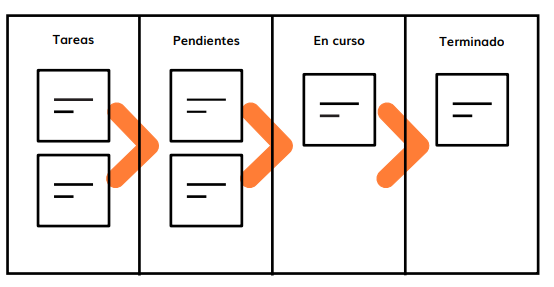 Tareas
Pendientes
En curso
Terminado